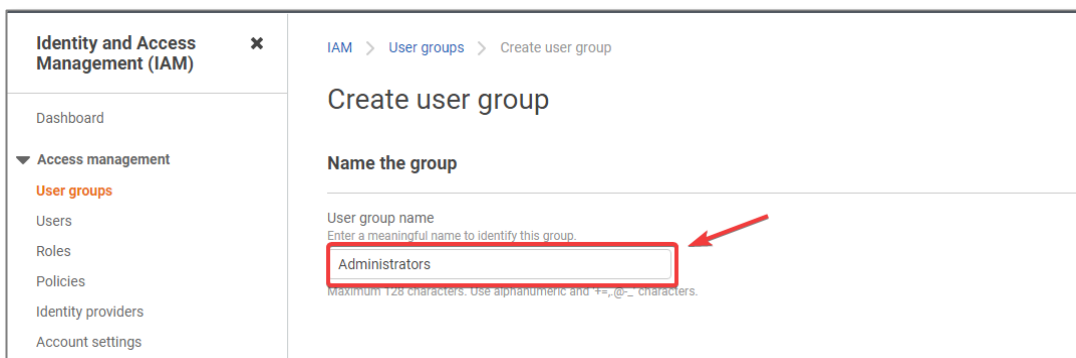 Identity and Access
Management (IAM)
Dashboard
Access management
User groups
Users
Roles
Policies
Identity providers
Account settings
IAM > User groups > Create user group
Create user group
Name the group
User group name
Enter a meaningful name to identify this group.
Administrators
Maximum 128 characters. Use alphanumeric and '+=,.@-_' characters.